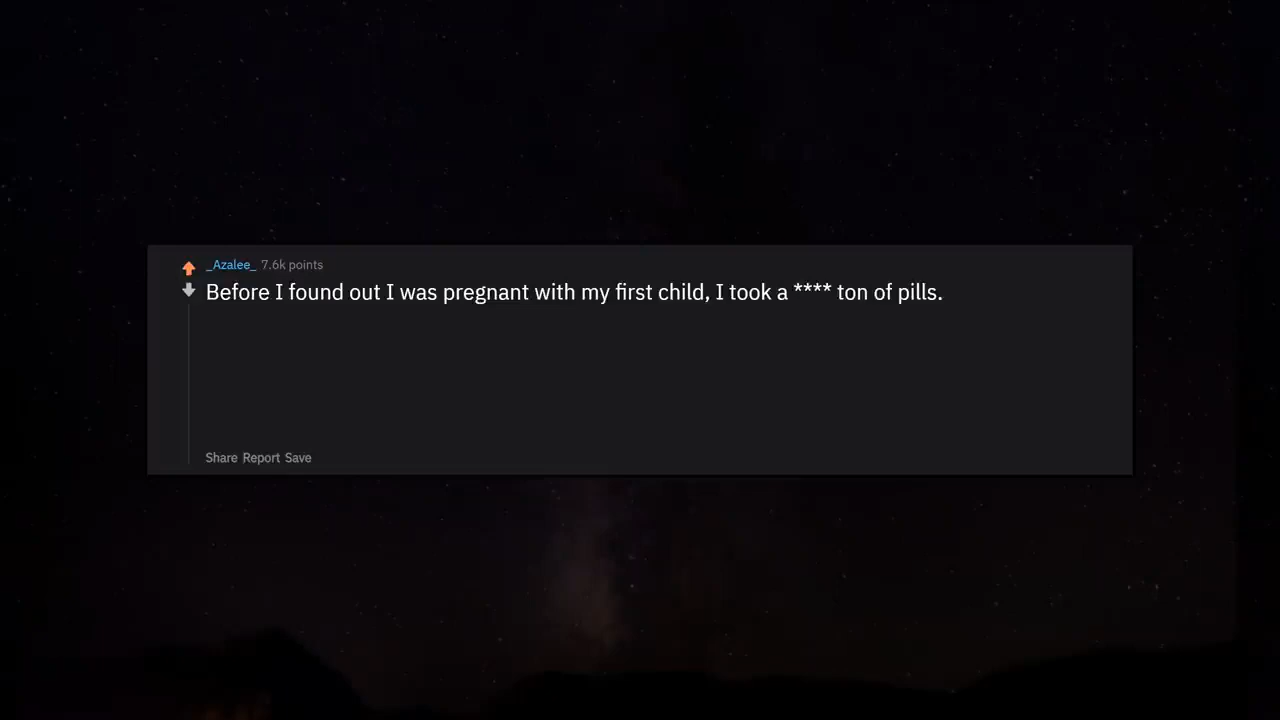 _Azalee_ 7.6k points
Before I found out I was pregnant with my first child, I took a **** ton of pills.
Share Report Save